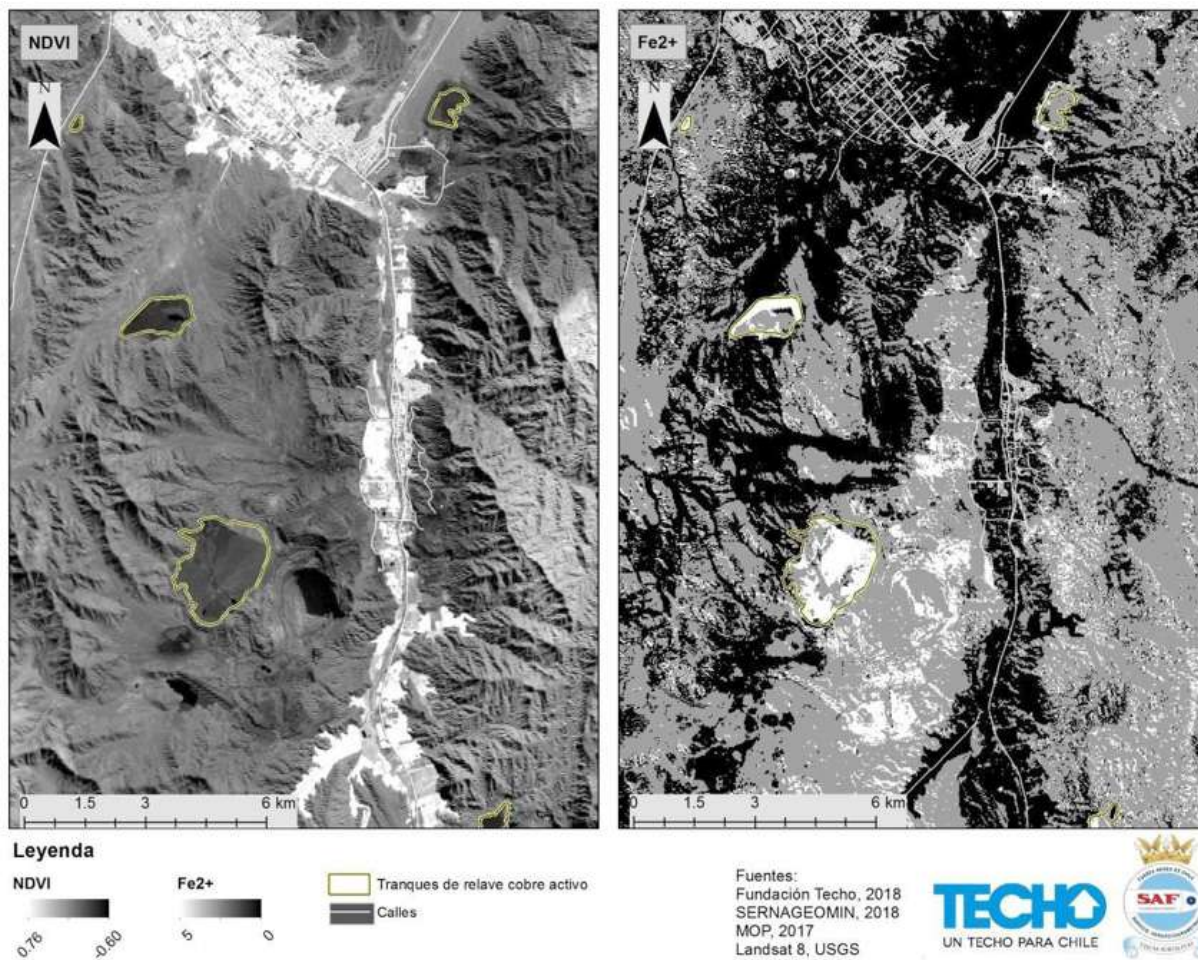 NDVI
N
0 1.5 3 6 km
Fe2+
N
0 1.5 3 6 km
Leyenda
NDVI
0.76 -0.60
Fe2+
5 0
Tranques de relave cobre activo
Calles
Fuentes:
Fundación Techo, 2018
SERNAGEOMIN, 2018
MOP, 2017
Landsat 8, USGS
TECHO
UN TECHO PARA CHILE
SAF